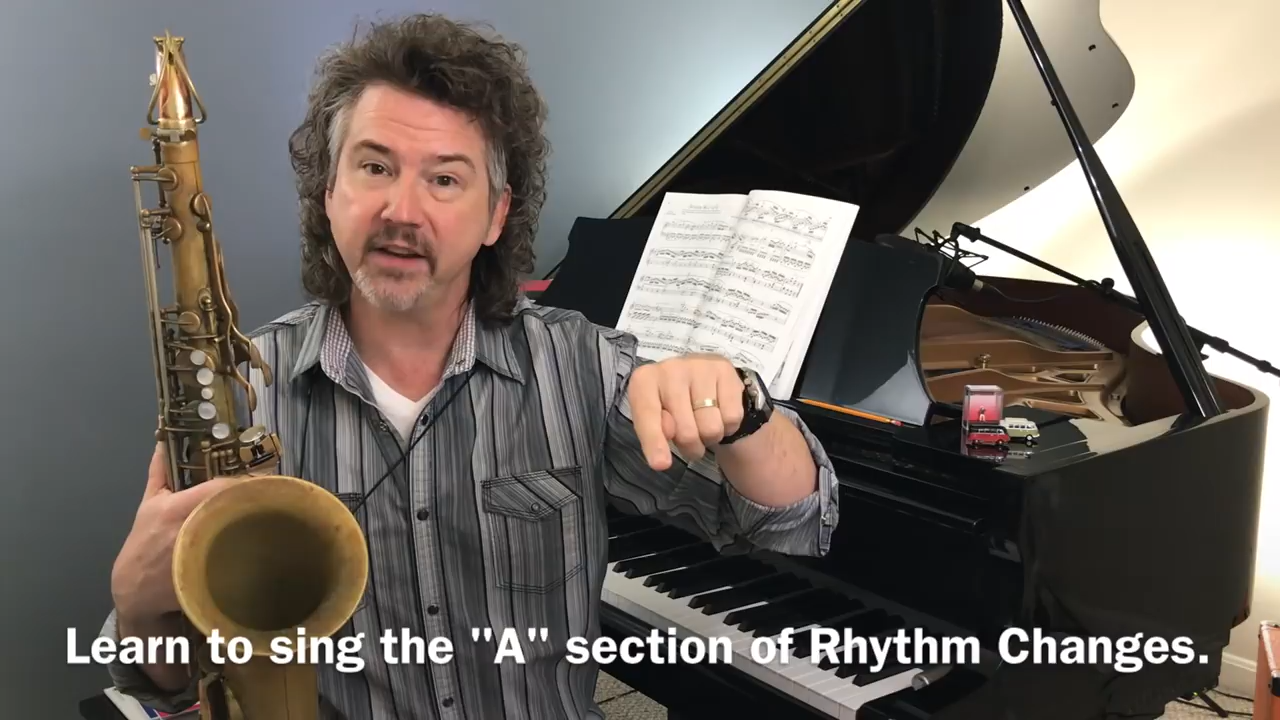 Learn to sing the "A" section of Rhythm Changes.